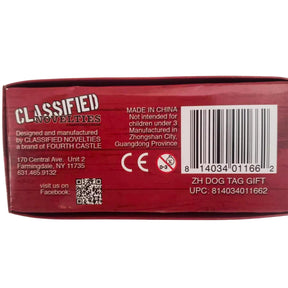 CLASSIFIED
NOVELTIES
Designed and manufactured
by CLASSIFIED NOVELTIES
a brand of FOURTH CASTLE
170 Central Ave. Unit 2
Farmingdale, NY 11735
631.465.9132
visit us on
Facebook:
MADE IN CHINA
Not intended for
children under 3
Manufactured in
Zhongshan City,
Guangdong Province
CE
0-3
8 14034 01166 2
ZH DOG TAG GIFT
UPC: 814034011662